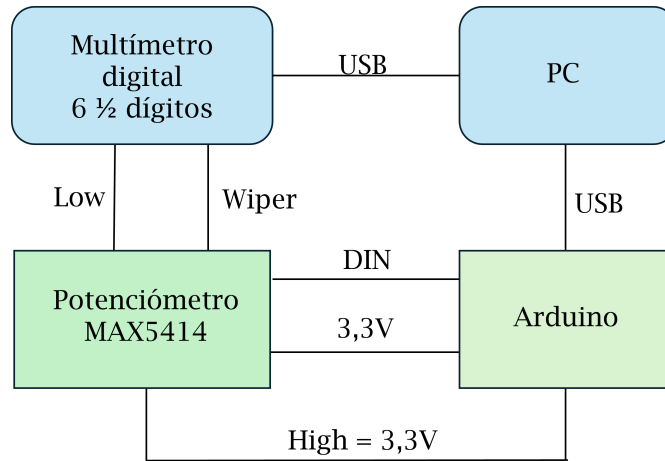 Multímetro
digital
6 ½ dígitos
USB
PC
Low
Wiper
USB
Potenciómetro
MAX5414
DIN
3,3V
Arduino
High = 3,3V